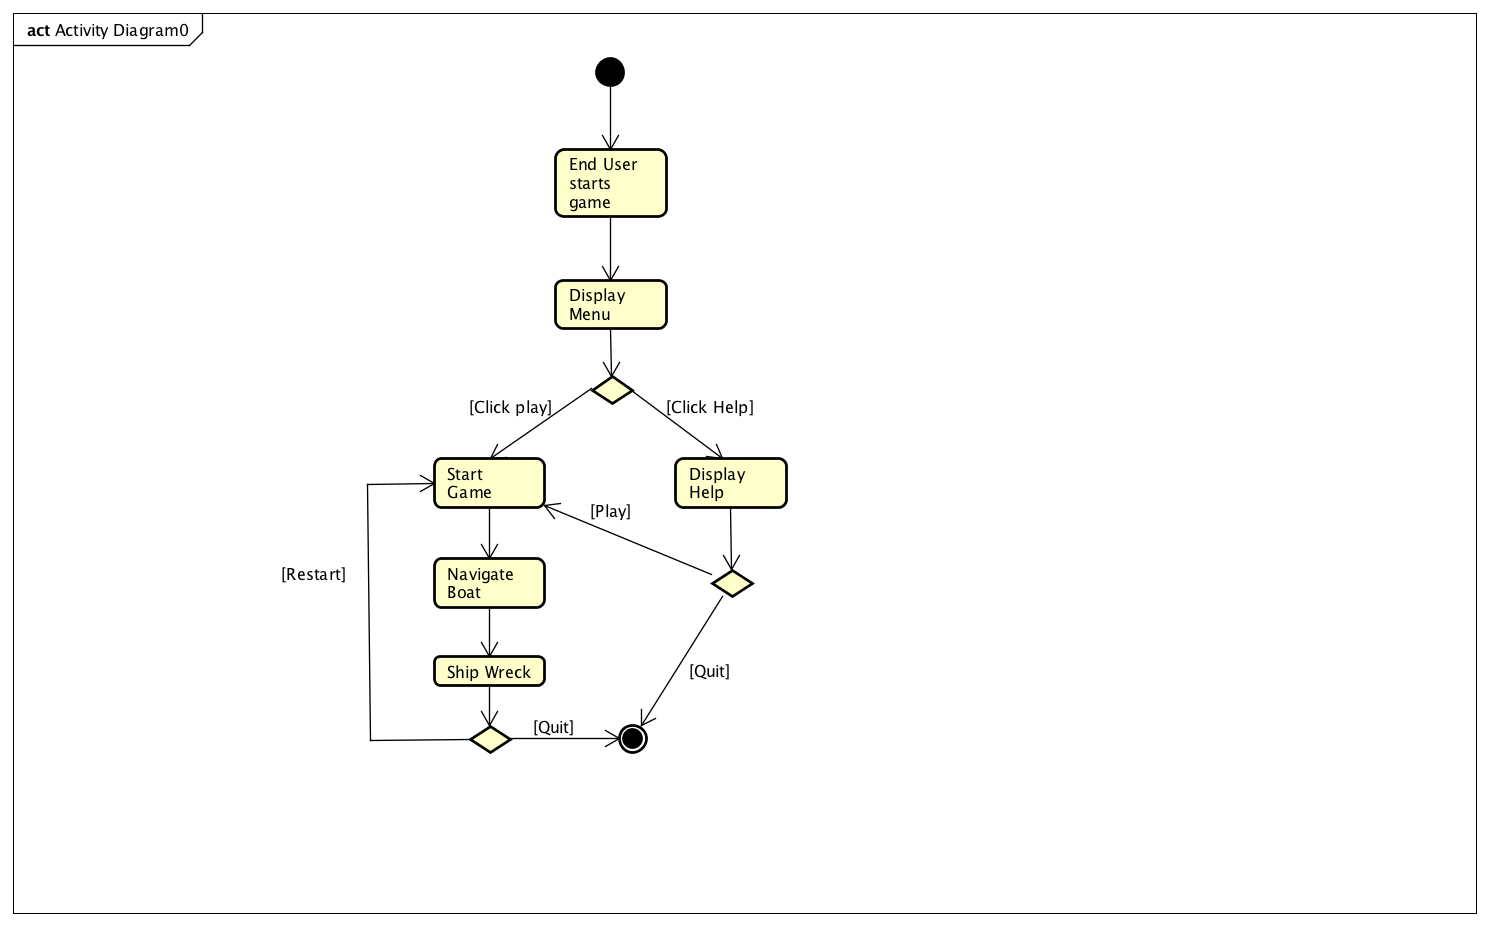 act Activity Diagram0
End User
starts
game
Display
Menu
[Click play]
[Click Help]
Start
Game
Display
Help
[Play]
[Restart]
Navigate
Boat
Ship Wreck
[Quit]
[Quit]